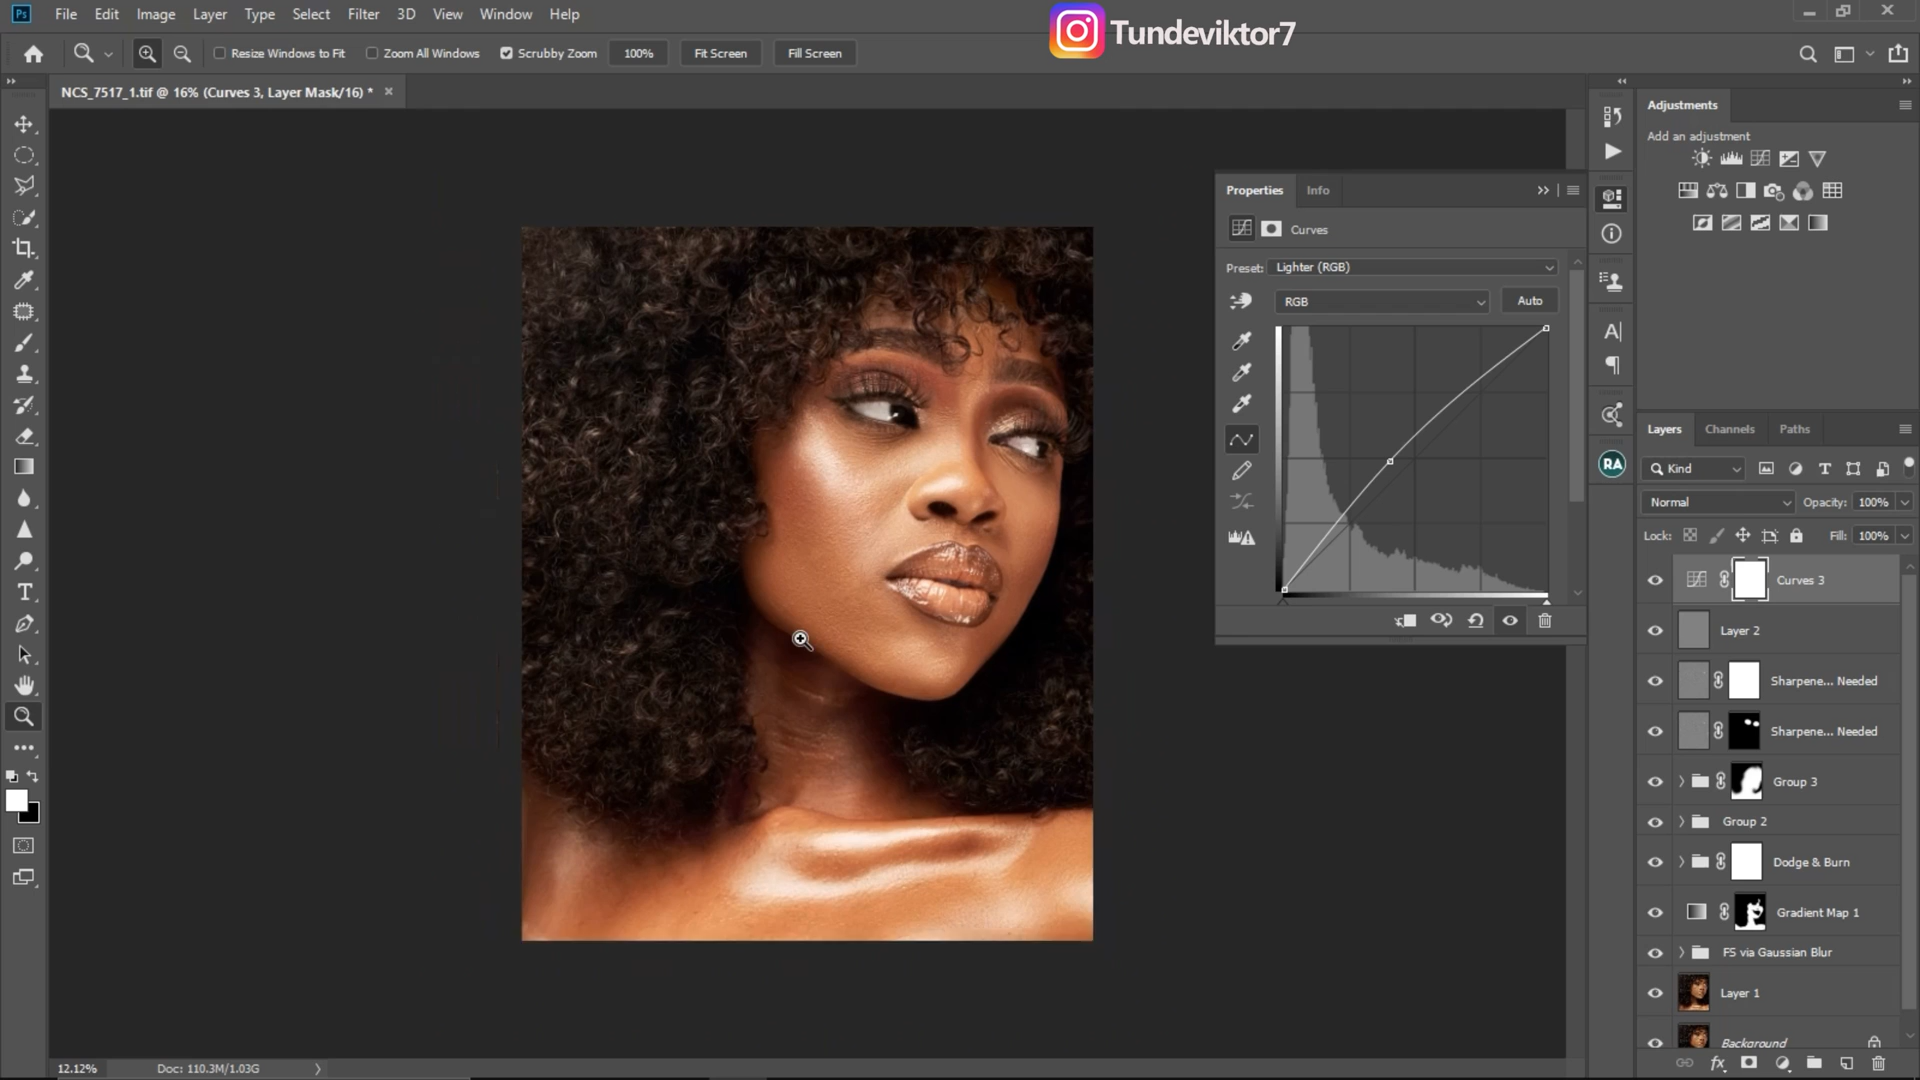 Ps File Edit Image Layer Type Select Filter 3D View Window Help
Tundeviktor7
Resize Windows to Fit Zoom All Windows Scrubby Zoom 100% Fit Screen Fill Screen
NCS_7517_1.tif @ 16% (Curves 3, Layer Mask/16) * ×
Properties Info
Curves
Preset: Lighter (RGB)
RGB Auto
RA
Adjustments
Add an adjustment
Layers Channels Paths
Kind
Normal Opacity: 100%
Lock: Fill: 100%
Curves 3
Layer 2
Sharpene... Needed
Sharpene... Needed
Group 3
Group 2
Dodge & Burn
Gradient Map 1
FS via Gaussian Blur
Layer 1
Background
fx
12.12% Doc: 110.3M/1.03G